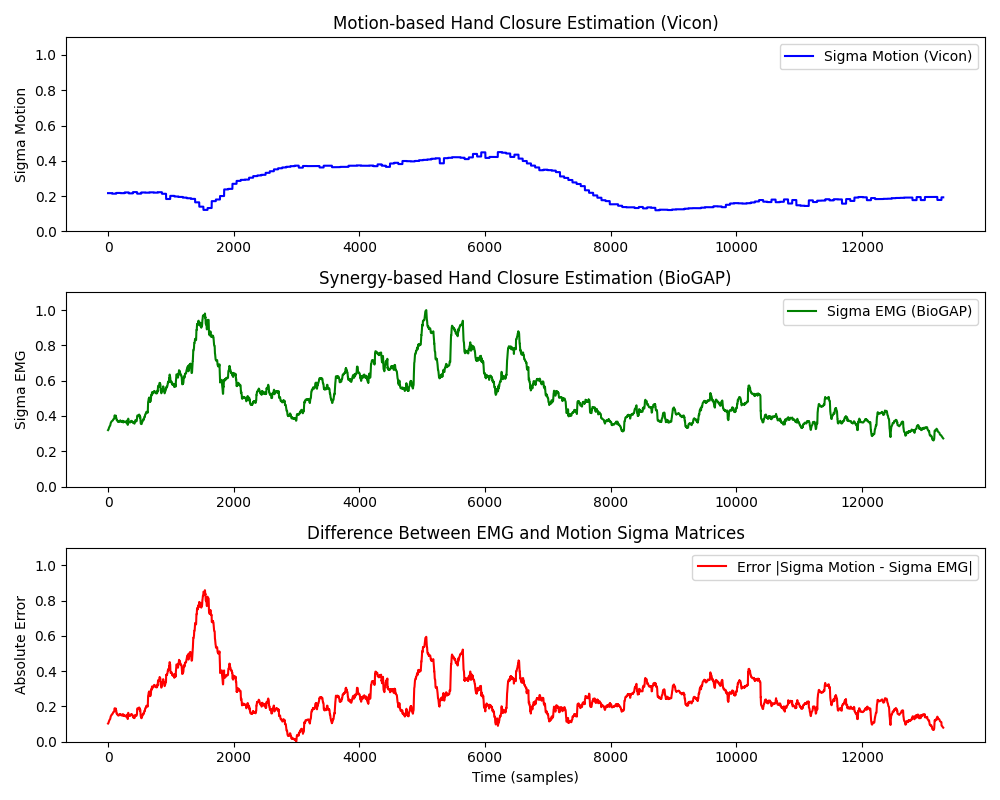 Motion-based Hand Closure Estimation (Vicon)
Sigma Motion (Vicon)
Sigma Motion
1.0
0.8
0.6
0.4
0.2
0.0
0 2000 4000 6000 8000 10000 12000
Synergy-based Hand Closure Estimation (BioGAP)
Sigma EMG (BioGAP)
Sigma EMG
1.0
0.8
0.6
0.4
0.2
0.0
0 2000 4000 6000 8000 10000 12000
Difference Between EMG and Motion Sigma Matrices
Error |Sigma Motion - Sigma EMG|
Absolute Error
1.0
0.8
0.6
0.4
0.2
0.0
0 2000 4000 6000 8000 10000 12000
Time (samples)